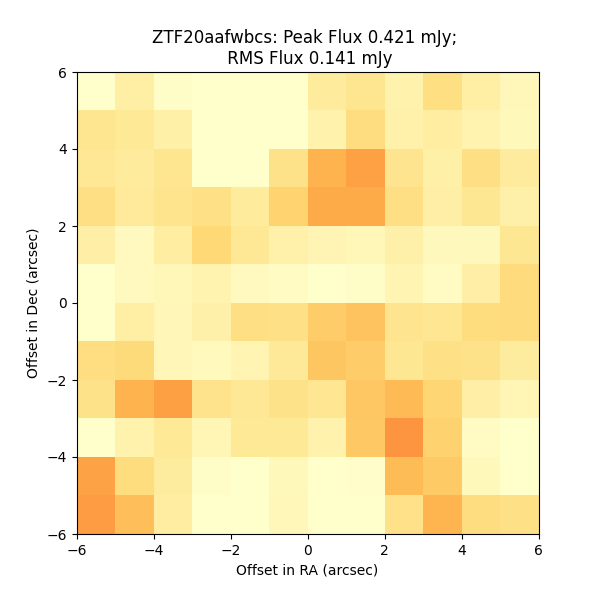 ZTF20aafwbcs: Peak Flux 0.421 mJy;
RMS Flux 0.141 mJy
6
4
2
0
−2
−4
−6
Offset in Dec (arcsec)
−6 −4 −2 0 2 4 6
Offset in RA (arcsec)